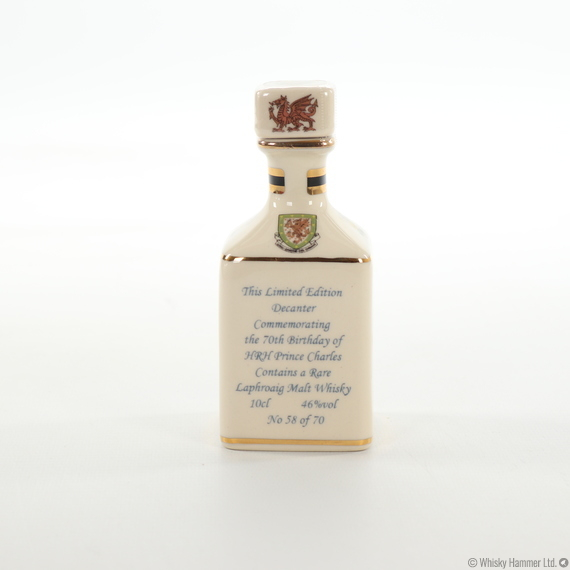 This Limited Edition
Decanter
Commemorating
the 70th Birthday of
HRH Prince Charles
Contains a Rare
Laphroaig Malt Whisky
10cl 46%vol
No 58 of 70
© Whisky Hammer Ltd.